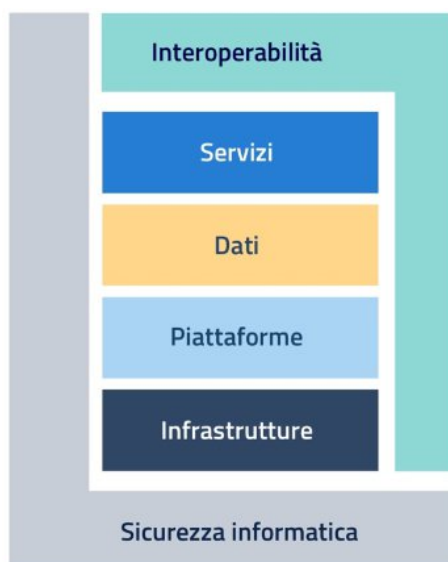 Interoperabilità
Servizi
Dati
Piattaforme
Infrastrutture
Sicurezza informatica